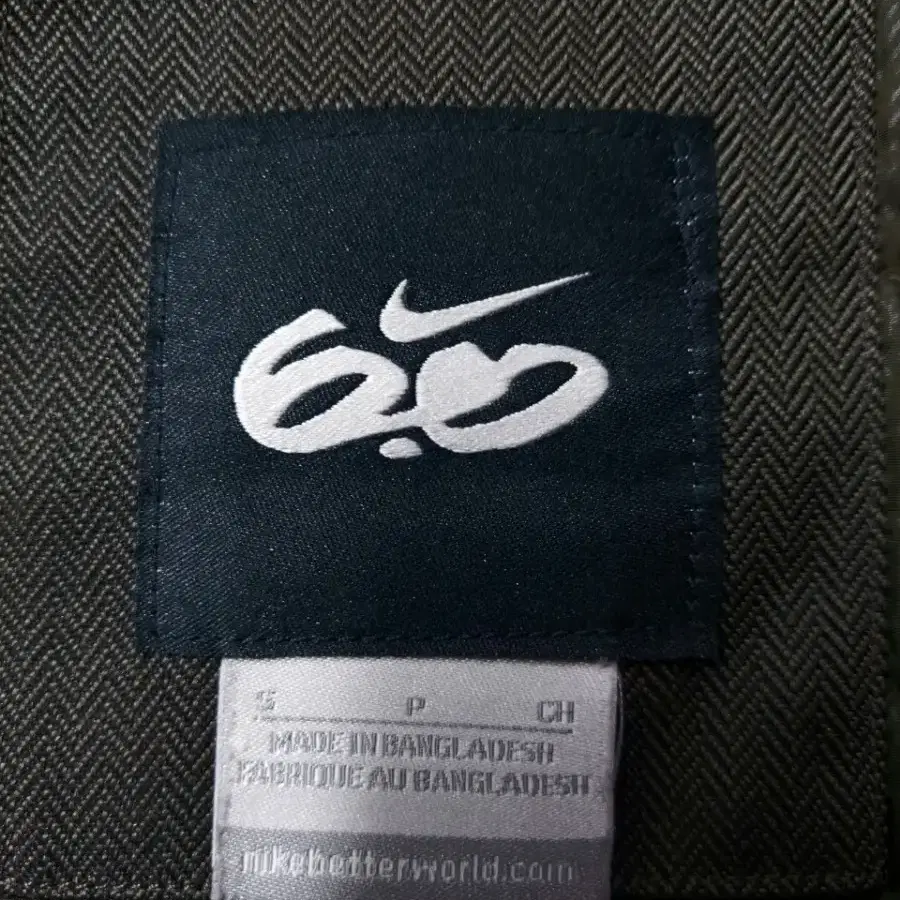 6.0
S P CH
MADE IN BANGLADESH
FABRIQUE AU BANGLADESH
nikebetterworld.com